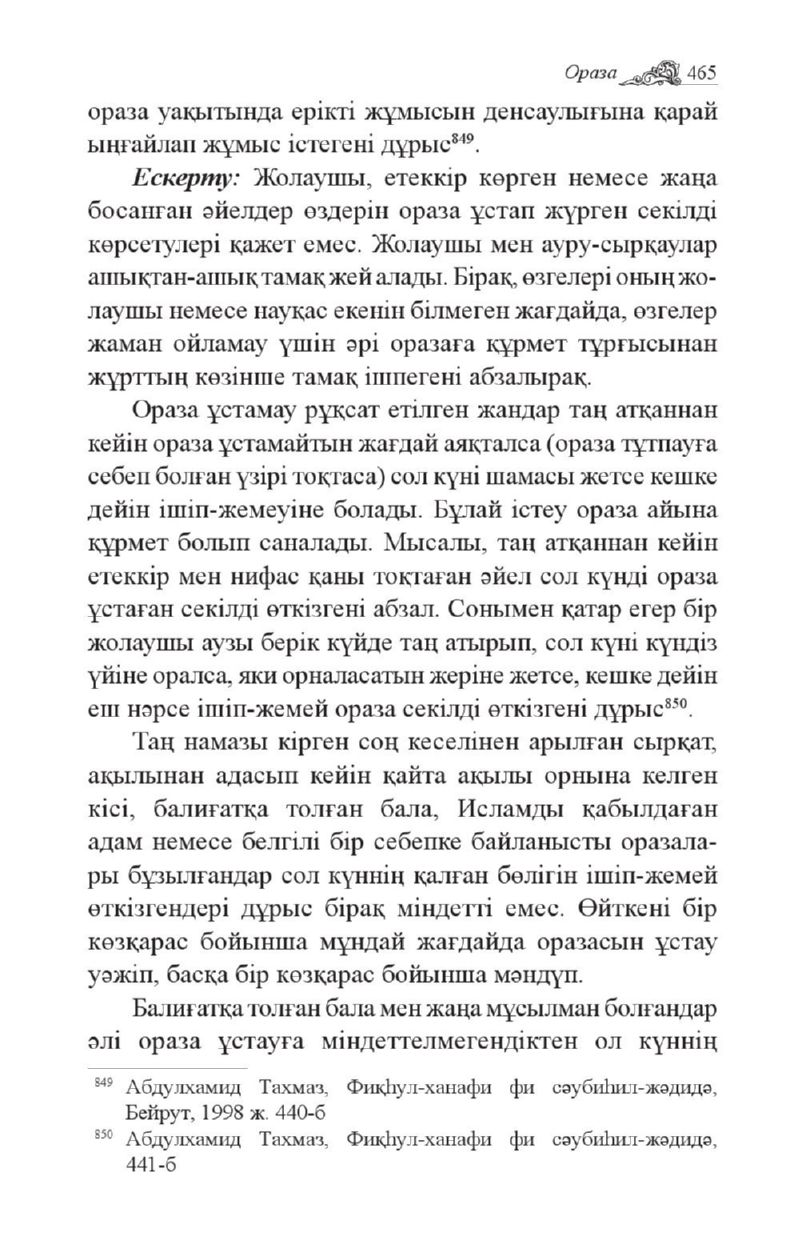 Ораза 465
ораза уақытында ерікті жұмысын денсаулығына қарай
ыңғайлап жұмыс істегені дұрыс⁸⁴⁹.
Ескерту: Жолаушы, етеккір көрген немесе жаңа
босанған әйелдер өздерін ораза ұстап жүрген секілді
көрсетулері қажет емес. Жолаушы мен ауру-сырқаулар
ашықтан-ашық тамақ жей алады. Бірақ, өзгелері оның жо-
лаушы немесе науқас екенін білмеген жағдайда, өзгелер
жаман ойламау үшін әрі оразаға құрмет тұрғысынан
жұрттың көзінше тамақ ішпегені абзалырақ.
Ораза ұстамау рұқсат етілген жандар таң атқаннан
кейін ораза ұстамайтын жағдай аяқталса (ораза тұтпауға
себеп болған үзірі тоқтаса) сол күні шамасы жетсе кешке
дейін ішіп-жемеуіне болады. Бұлай істеу ораза айына
құрмет болып саналады. Мысалы, таң атқаннан кейін
етеккір мен нифас қаны тоқтаған әйел сол күнді ораза
ұстаған секілді өткізгені абзал. Сонымен қатар егер бір
жолаушы аузы берік күйде таң атырып, сол күні күндіз
үйіне оралса, яки орналасатын жеріне жетсе, кешке дейін
еш нәрсе ішіп-жемей ораза секілді өткізгені дұрыс⁸⁵⁰.
Таң намазы кірген соң кеселінен арылған сырқат,
ақылынан адасып кейін қайта ақылы орнына келген
кісі, балиғатқа толған бала, Исламды қабылдаған
адам немесе белгілі бір себепке байланысты оразала-
ры бұзылғандар сол күннің қалған бөлігін ішіп-жемей
өткізгендері дұрыс бірақ міндетті емес. Өйткені бір
көзқарас бойынша мұндай жағдайда оразасын ұстау
уәжіп, басқа бір көзқарас бойынша мәндүп.
Балиғатқа толған бала мен жаңа мұсылман болғандар
әлі ораза ұстауға міндеттелмегендіктен ол күннің
⁸⁴⁹ Абдулхамид Тахмаз, Фиқһул-ханафи фи сәубиһил-жәдидә,
Бейрут, 1998 ж. 440-б
⁸⁵⁰ Абдулхамид Тахмаз, Фиқһул-ханафи фи сәубиһил-жәдидә,
441-б